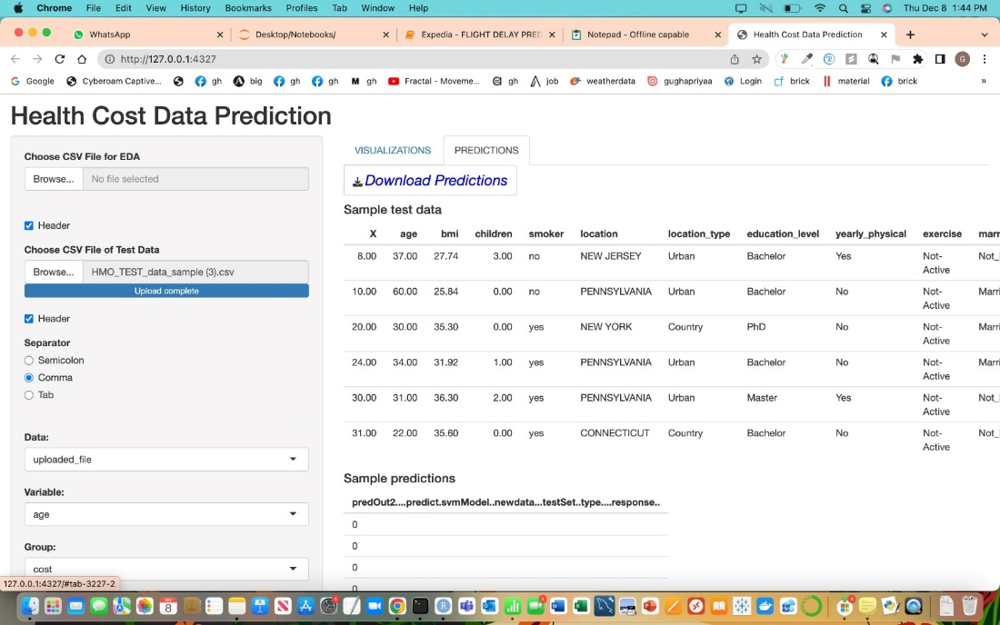 Chrome File Edit View History Bookmarks Profiles Tab Window Help Thu Dec 8 1:44 PM
WhatsApp Desktop/Notebooks/ Expedia - FLIGHT DELAY PRED Notepad - Offline capable Health Cost Data Prediction
http://127.0.0.1:4327 G
Google Cyberoam Captive... gh big gh gh M gh Fractal - Moveme... gh job weatherdata gughapriyaa Login cf brick material brick »
Health Cost Data Prediction
Choose CSV File for EDA
Browse... No file selected
Header
Choose CSV File of Test Data
Browse... HMO_TEST_data_sample (3).csv
Upload complete
Header
Separator
Semicolon
Comma
Tab
Data:
uploaded_file
Variable:
age
Group:
cost
127.0.0.1:4327/#tab-3227-2
VISUALIZATIONS PREDICTIONS
Download Predictions
Sample test data
X age bmi children smoker location location_type education_level yearly_physical exercise marr
8.00 37.00 27.74 3.00 no NEW JERSEY Urban Bachelor Yes Not- Not_
Active
10.00 60.00 25.84 0.00 no PENNSYLVANIA Urban Bachelor No Not- Marri
Active
20.00 30.00 35.30 0.00 yes NEW YORK Country PhD No Not- Marri
Active
24.00 34.00 31.92 1.00 yes PENNSYLVANIA Urban Bachelor No Not- Marri
Active
30.00 31.00 36.30 2.00 yes PENNSYLVANIA Urban Master Yes Not- Not_
Active
31.00 22.00 35.60 0.00 yes CONNECTICUT Country Bachelor No Not- Not_
Active
Sample predictions
predOut2....predict.svmModel..newdata...testSet..type....response..
0
0
0
0